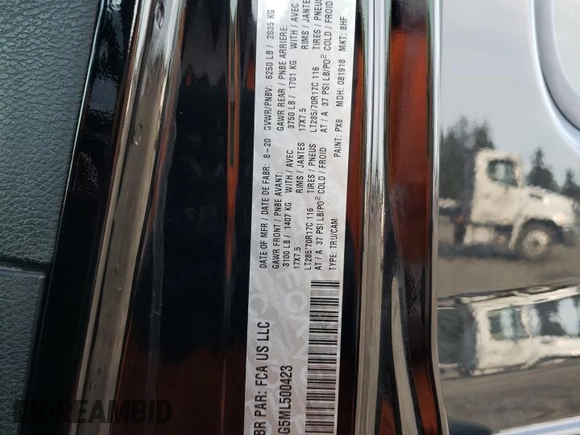 BR PAR: FCA US LLC
DATE OF MFR / DATE DE FABR: 8-20
GVWR/PNBV: 6250 LB / 2835 KG
GAWR FRONT / PNBE AVANT:
3100 LB / 1407 KG WITH / AVEC
17X7.5 RIMS / JANTES
LT285/70R17C 116 TIRES / PNEUS
AT / A 37 PSI LB/PO² COLD / FROID
GAWR REAR / PNBE ARRIERE:
3750 LB / 1701 KG WITH / AVEC
17X7.5 RIMS / JANTES
LT285/70R17C 116 TIRES / PNEUS
AT / A 37 PSI LB/PO² COLD / FROID
G5ML500423
TYPE: TRU/CAM
PAINT: PX8
MDH: 081918
MKT: 8HF
BIDREAMBID